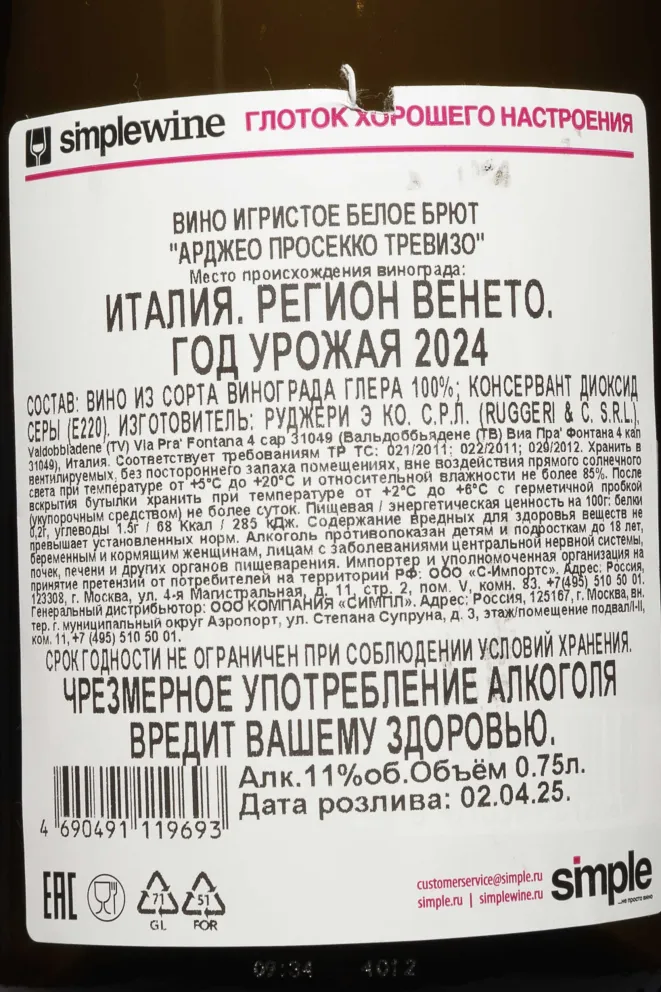 simplewine ГЛОТОК ХОРОШЕГО НАСТРОЕНИЯ
ВИНО ИГРИСТОЕ БЕЛОЕ БРЮТ
"АРДЖЕО ПРОСЕККО ТРЕВИЗО"
Место происхождения винограда:
ИТАЛИЯ. РЕГИОН ВЕНЕТО.
ГОД УРОЖАЯ 2024
СОСТАВ: ВИНО ИЗ СОРТА ВИНОГРАДА ГЛЕРА 100%; КОНСЕРВАНТ ДИОКСИД
СЕРЫ (E220). ИЗГОТОВИТЕЛЬ: РУДЖЕРИ Э КО. С.Р.Л. (RUGGERI & C. S.R.L),
Valdobbladene (TV) Via Pra' Fontana 4 cap 31049 (Вальдоббьядене (ТВ) Виа Пра' Фонтана 4 кап
31049), Италия. Соответствует требованиям ТР ТС: 021/2011; 022/2011; 029/2012. Хранить в
вентилируемых, без постороннего запаха помещениях, вне воздействия прямого солнечного
света при температуре от +5°C до +20°C и относительной влажности не более 85%. После
вскрытия бутылки хранить при температуре от +2°C до +6°C с герметичной пробкой
(укупорочным средством) не более суток. Пищевая / энергетическая ценность на 100г: белки
0,2г, углеводы 1.5г / 68 Ккал / 285 кДж. Содержание вредных для здоровья веществ не
превышает установленных норм. Алкоголь противопоказан детям и подросткам до 18 лет,
беременным и кормящим женщинам, лицам с заболеваниями центральной нервной системы,
почек, печени и других органов пищеварения. Импортер и уполномоченная организация на
принятие претензий от потребителей на территории РФ: ООО «С-Импортс». Адрес: Россия,
123308, г. Москва, ул. 4-я Магистральная, д. 11, стр. 2, пом. V, комн. 83, +7(495) 510 50 01.
Генеральный дистрибьютор: ООО КОМПАНИЯ «СИМПЛ». Адрес: Россия, 125167, г. Москва, вн.
тер. г. муниципальный округ Аэропорт, ул. Степана Супруна, д. 3, этаж/помещение подвал/I-II,
ком. 11, +7 (495) 510 50 01.
СРОК ГОДНОСТИ НЕ ОГРАНИЧЕН ПРИ СОБЛЮДЕНИИ УСЛОВИЙ ХРАНЕНИЯ.
ЧРЕЗМЕРНОЕ УПОТРЕБЛЕНИЕ АЛКОГОЛЯ
ВРЕДИТ ВАШЕМУ ЗДОРОВЬЮ.
Алк.11%об.Объём 0.75л.
Дата розлива: 02.04.25.
4 690491 119693
EAC
71
GL
51
FOR
customerservice@simple.ru
simple.ru | simplewine.ru
simple
...не просто вино
09:34 4012